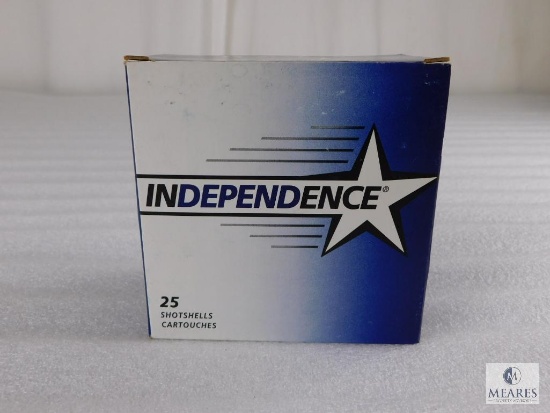 INDEPENDENCE®
25
SHOTSHELLS
CARTOUCHES
MEARES